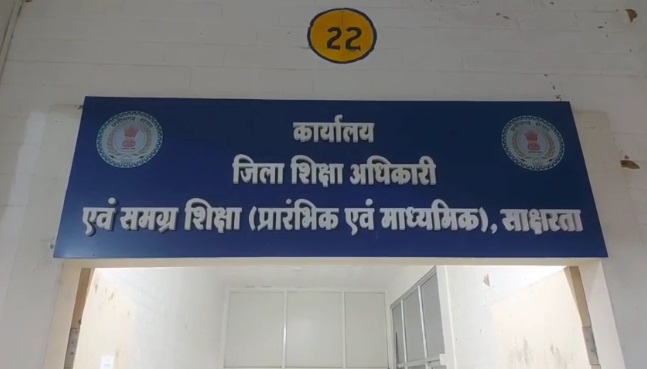 22
कार्यालय
जिला शिक्षा अधिकारी
एवं समग्र शिक्षा (प्रारंभिक एवं माध्यमिक), साक्षरता